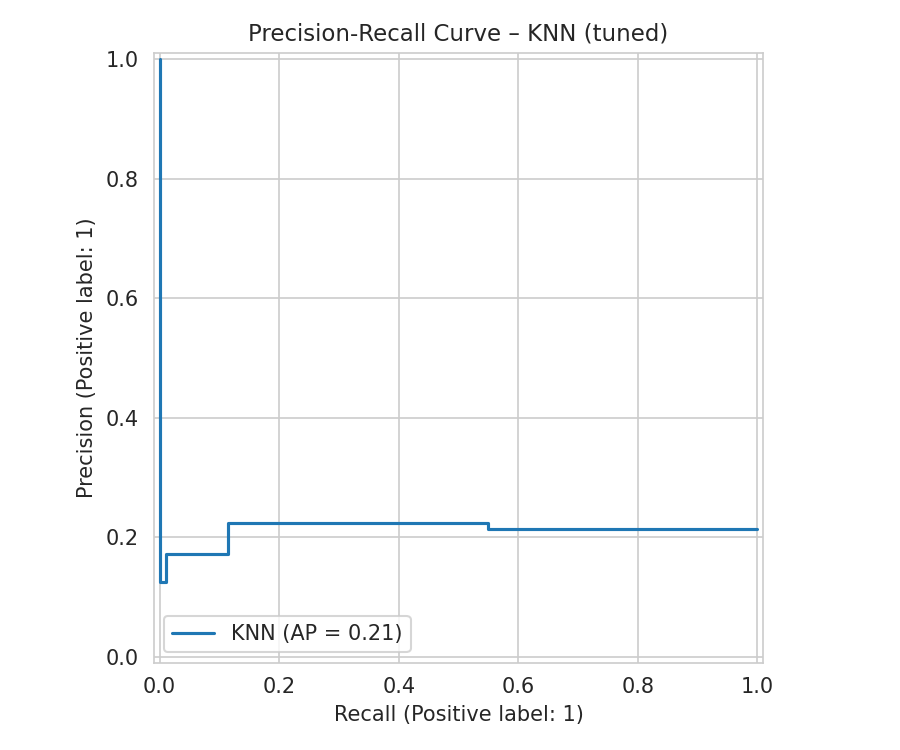 Precision-Recall Curve – KNN (tuned)
1.0
0.8
0.6
0.4
0.2
0.0
Precision (Positive label: 1)
KNN (AP = 0.21)
0.0 0.2 0.4 0.6 0.8 1.0
Recall (Positive label: 1)